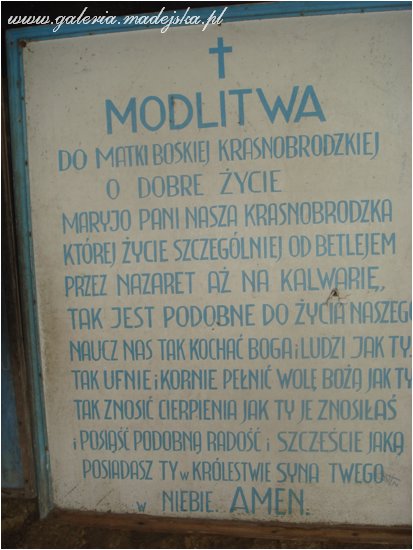 www.galeria.madejska.pl
MODLITWA
DO MATKI BOSKIEJ KRASNOBRODZKIEJ
O DOBRE ŻYCIE
MARYJO PANI NASZA KRASNOBRODZKA
KTÓREJ ŻYCIE SZCZEGÓLNIEJ OD BETLEJEM
PRZEZ NAZARET AŻ NA KALWARIĘ,
TAK JEST PODOBNE DO ŻYCIA NASZEGO
NAUCZ NAS TAK KOCHAĆ BOGA i LUDZI JAK TY.
TAK UFNIE i KORNIE PEŁNIĆ WOLĘ BOŻĄ JAK TY
TAK ZNOSIĆ CIERPIENIA JAK TY JE ZNOSIŁAŚ
i POSIĄŚĆ PODOBNĄ RADOŚĆ i SZCZEŚCIE JAKĄ
POSIADASZ TY W KRÓLESTWIE SYNA TWEGO
W NIEBIE. AMEN.